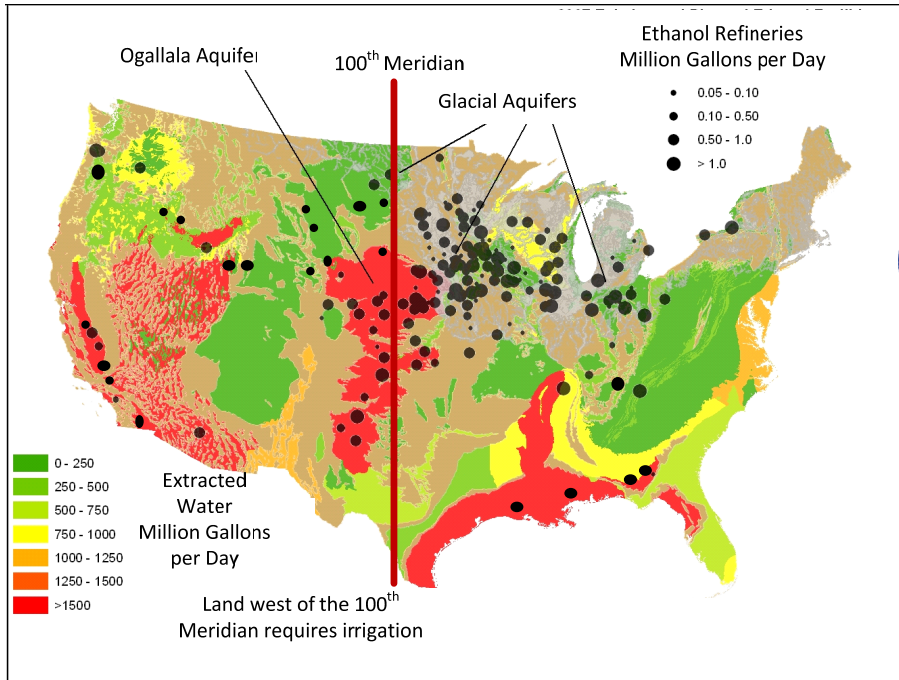 Ethanol Refineries
Million Gallons per Day
0.05 - 0.10
0.10 - 0.50
0.50 - 1.0
> 1.0
Ogallala Aquifer
100th Meridian
Glacial Aquifers
0 - 250
250 - 500
500 - 750
750 - 1000
1000 - 1250
1250 - 1500
>1500
Extracted
Water
Million Gallons
per Day
Land west of the 100th
Meridian requires irrigation